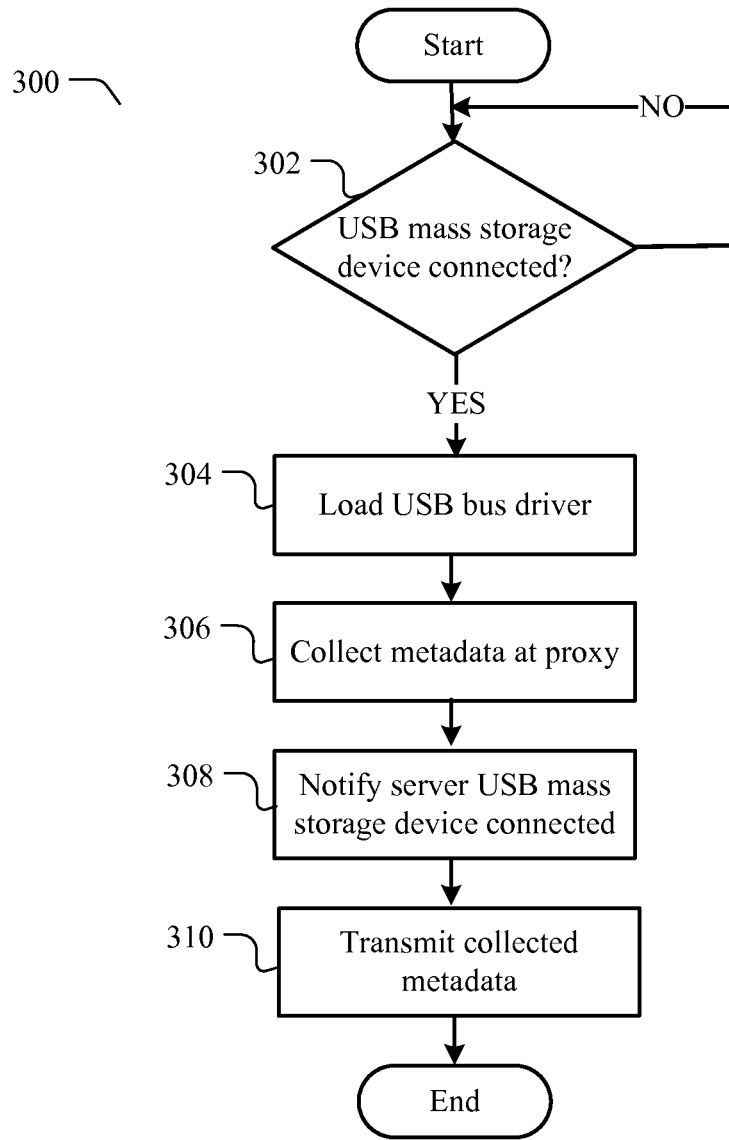 Start
300
NO
302
USB mass storage
device connected?
YES
304
Load USB bus driver
306
Collect metadata at proxy
308
Notify server USB mass
storage device connected
310
Transmit collected
metadata
End